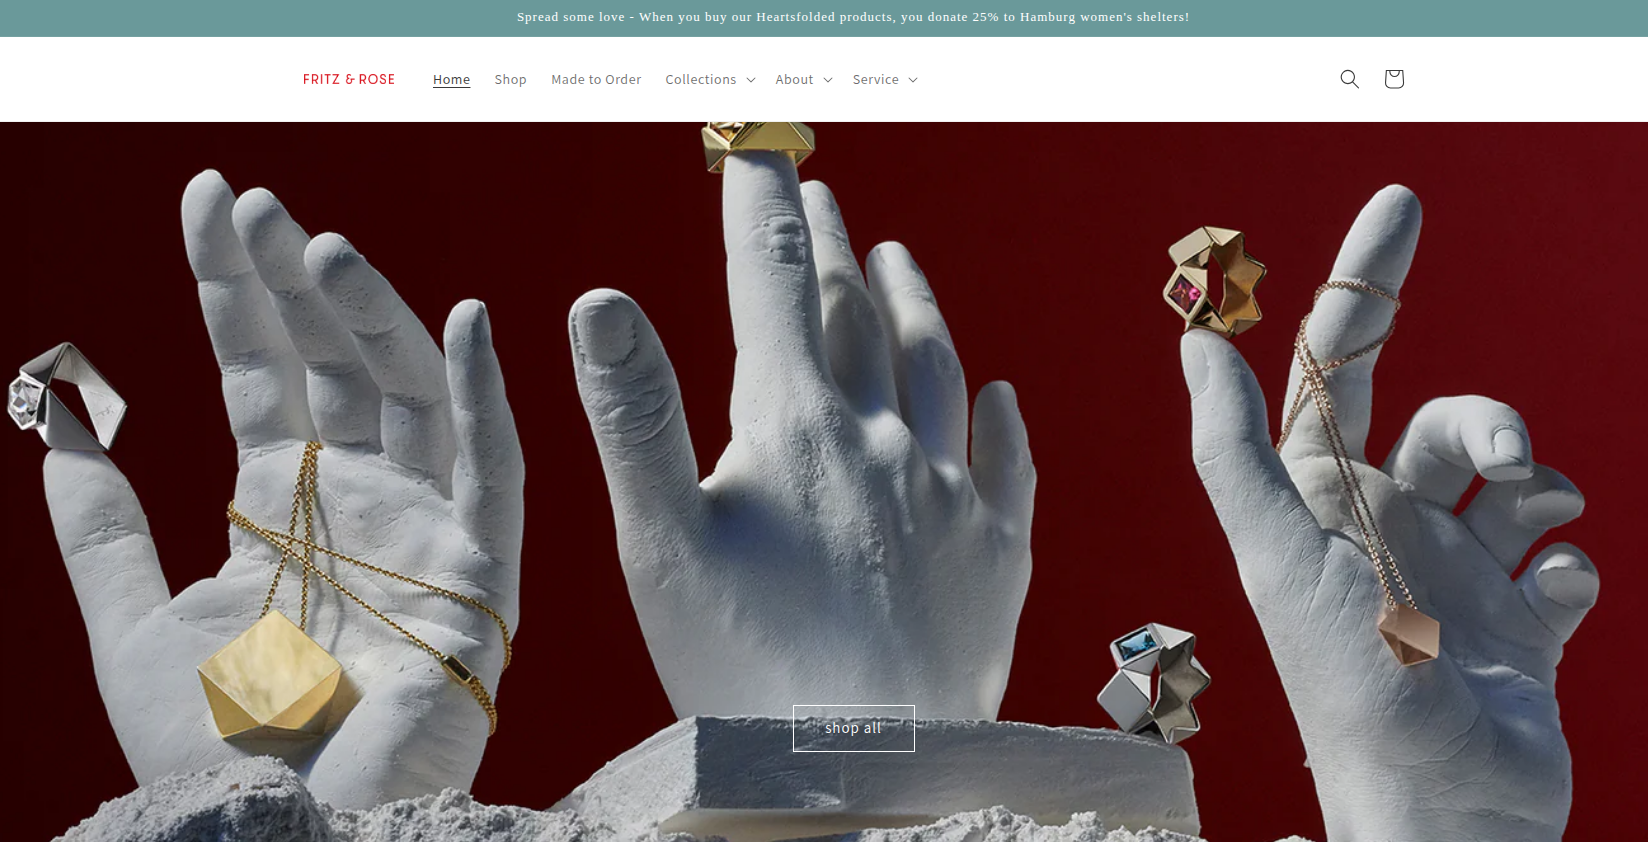 Spread some love - When you buy our Heartsfolded products, you donate 25% to Hamburg women's shelters!
FRITZ & ROSE
Home
Shop
Made to Order
Collections
About
Service
shop all